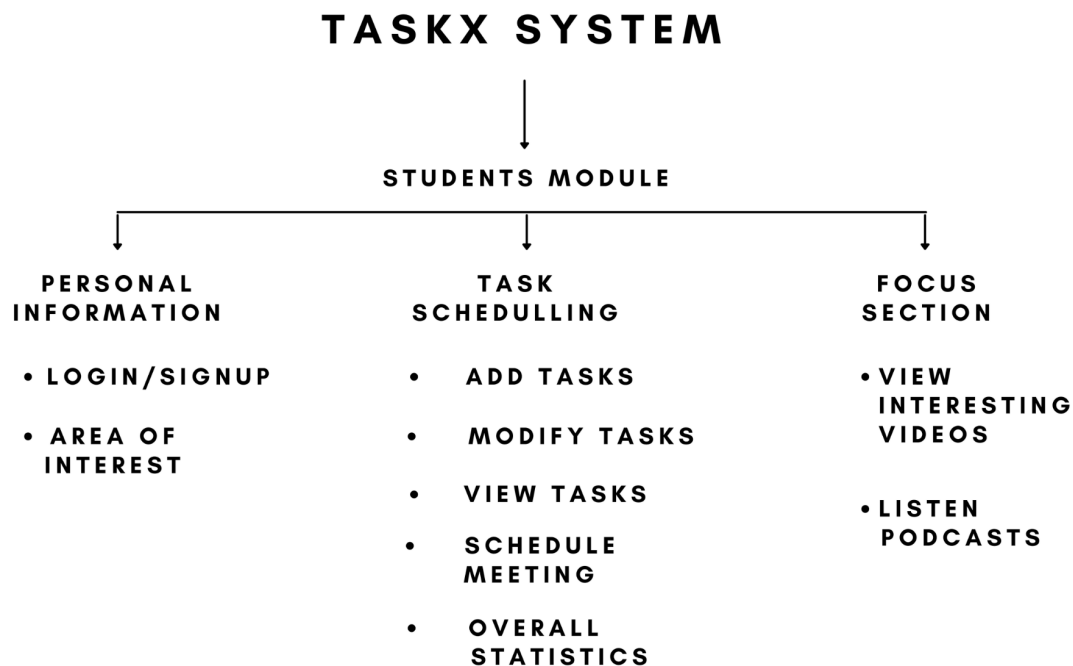 TASKX SYSTEM
STUDENTS MODULE
PERSONAL
INFORMATION
• LOGIN/SIGNUP
• AREA OF
INTEREST
TASK
SCHEDULLING
• ADD TASKS
• MODIFY TASKS
• VIEW TASKS
• SCHEDULE
MEETING
• OVERALL
STATISTICS
FOCUS
SECTION
• VIEW
INTERESTING
VIDEOS
• LISTEN
PODCASTS